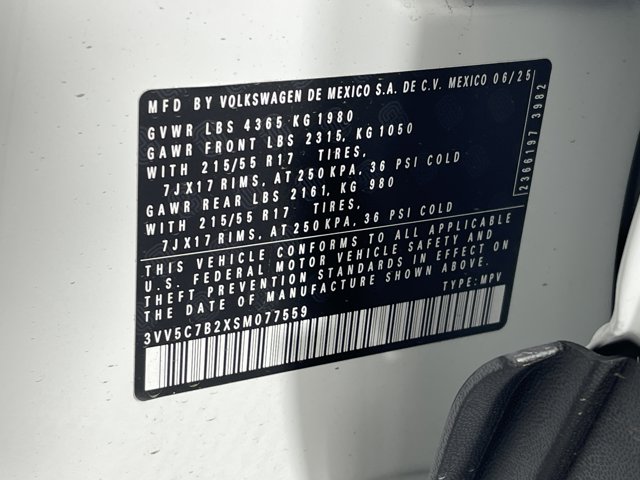 MFD BY VOLKSWAGEN DE MEXICO S.A. DE C.V. MEXICO 06/25
GVWR LBS 4365 KG 1980
GAWR FRONT LBS 2315, KG 1050
WITH 215/55 R17 TIRES,
7JX17 RIMS, AT 250 KPA, 36 PSI COLD
GAWR REAR LBS 2161, KG 980
WITH 215/55 R17 TIRES,
7JX17 RIMS, AT 250 KPA, 36 PSI COLD
THIS VEHICLE CONFORMS TO ALL APPLICABLE
U.S. FEDERAL MOTOR VEHICLE SAFETY AND
THEFT PREVENTION STANDARDS IN EFFECT ON
THE DATE OF MANUFACTURE SHOWN ABOVE.
3VV5C7B2XSM077559 TYPE: MPV
2366197 3982